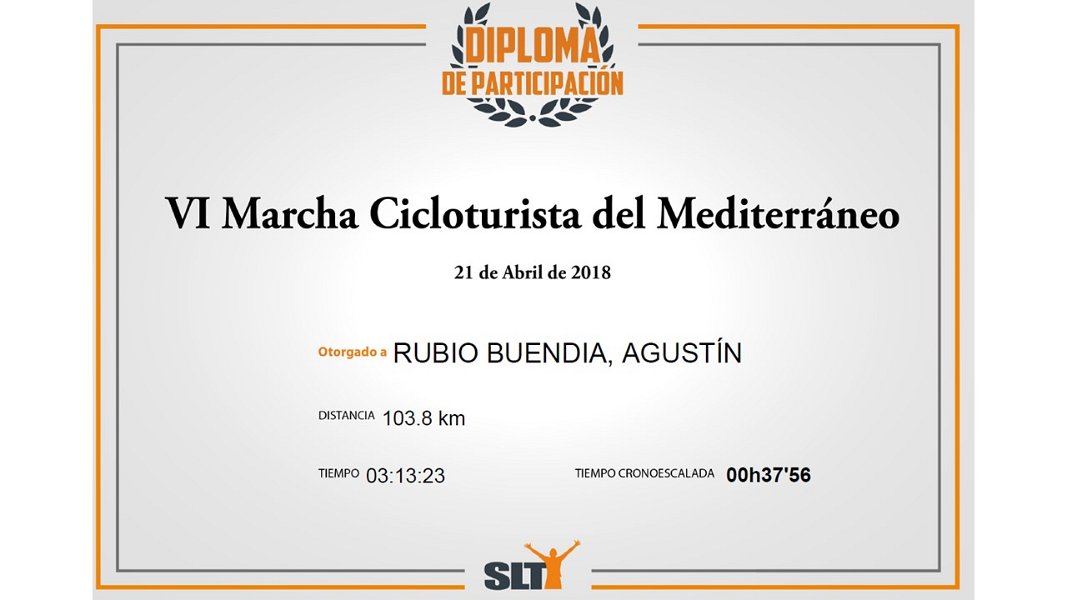 DIPLOMA
DE PARTICIPACIÓN
VI Marcha Cicloturista del Mediterráneo
21 de Abril de 2018
Otorgado a RUBIO BUENDIA, AGUSTÍN
DISTANCIA 103.8 km
TIEMPO 03:13:23 TIEMPO CRONOESCALADA 00h37'56
SLT